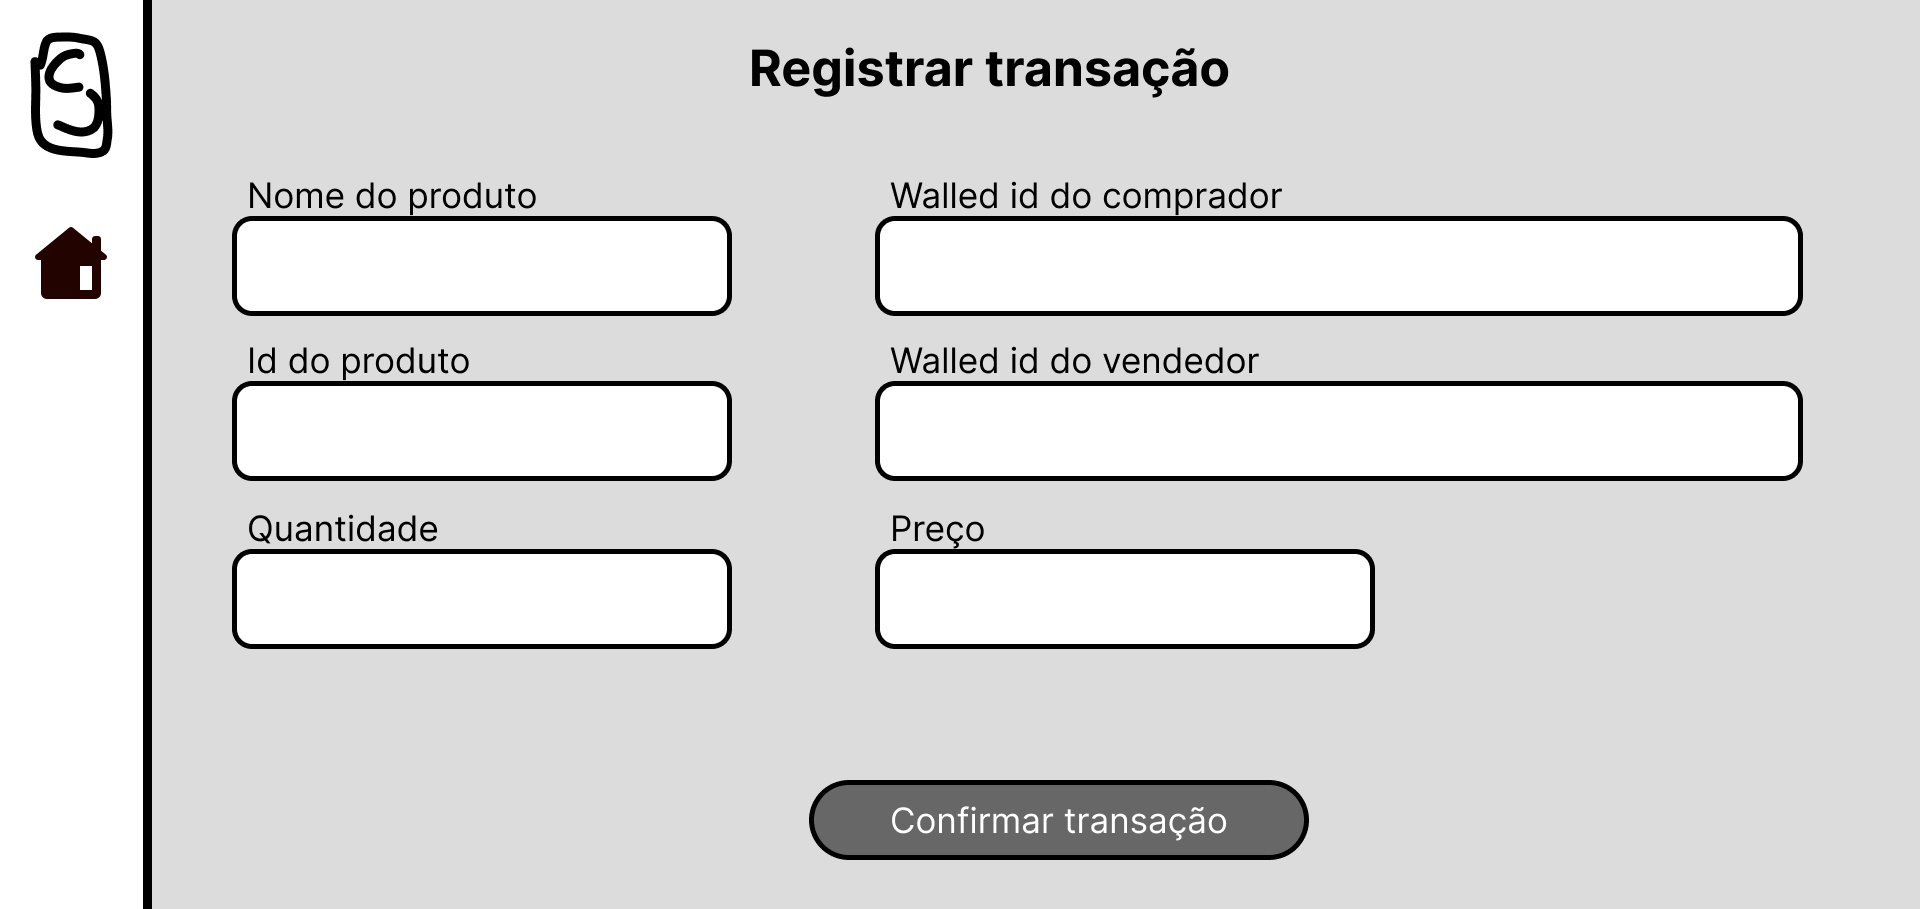 S
Registrar transação
Nome do produto
Walled id do comprador
Id do produto
Walled id do vendedor
Quantidade
Preço
Confirmar transação